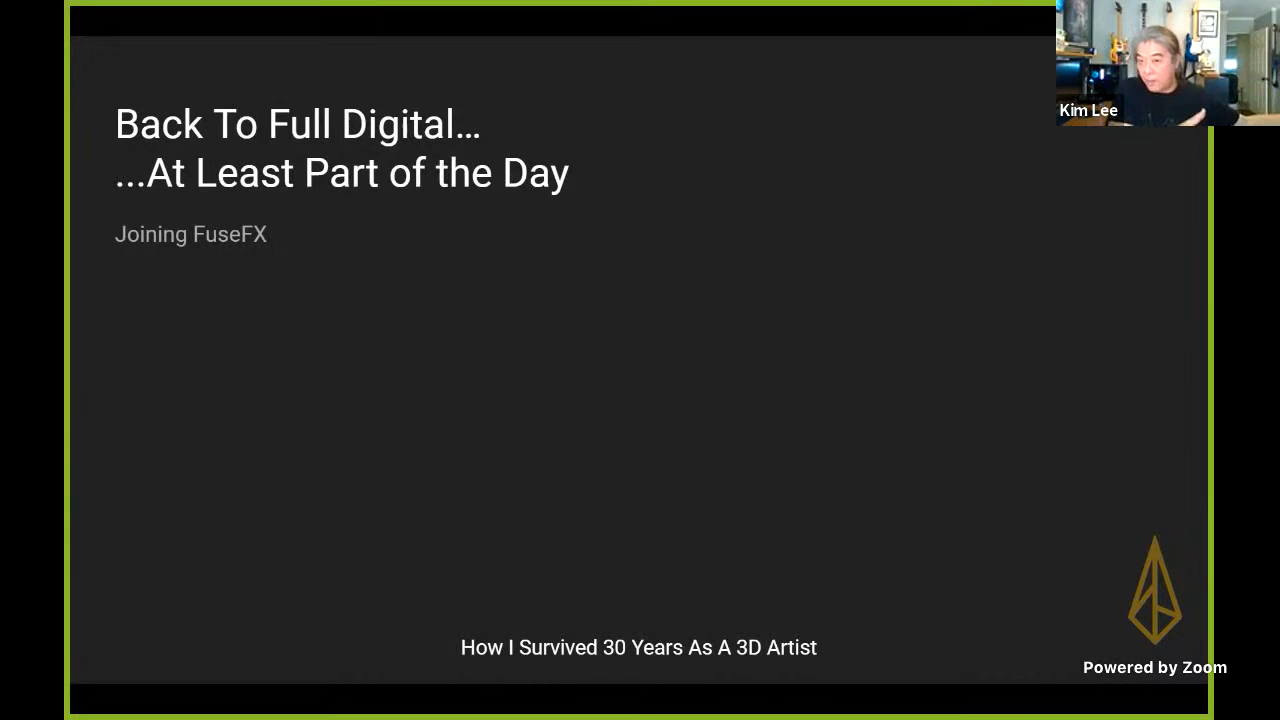 Back To Full Digital…
...At Least Part of the Day
Joining FuseFX
Kim Lee
How I Survived 30 Years As A 3D Artist
Powered by Zoom